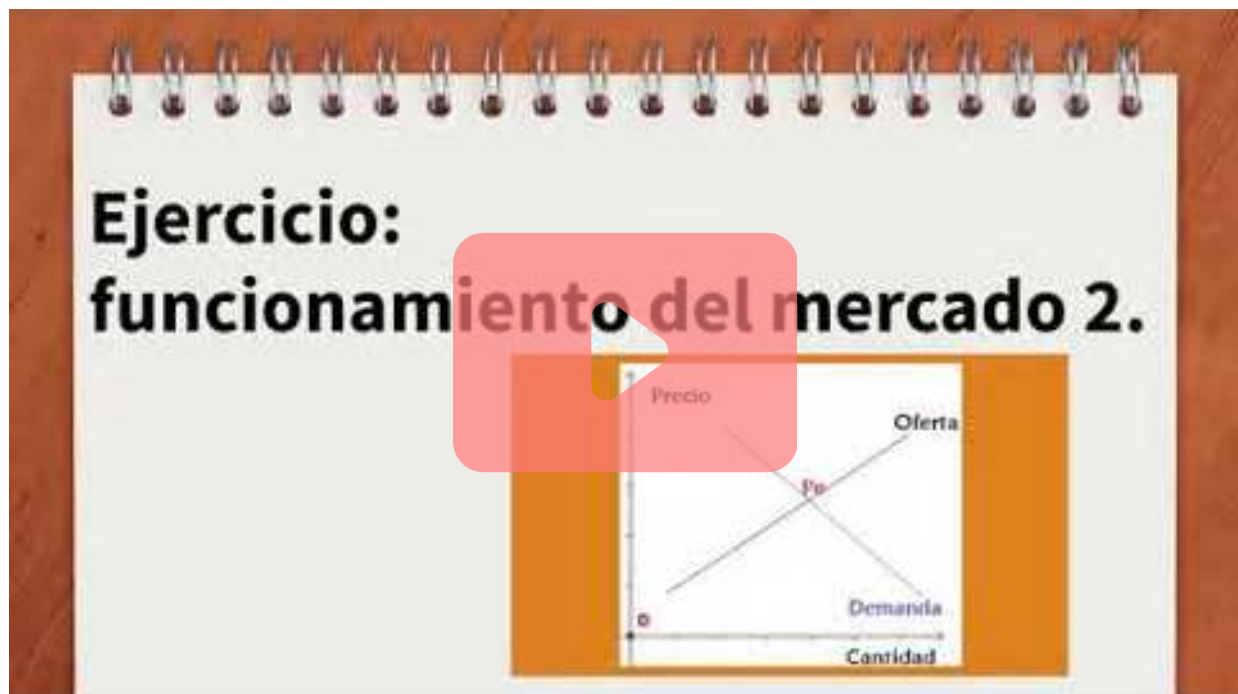 Ejercicio:
funcionamiento del mercado 2.
Precio
Oferta
Po
Demanda
0
Cantidad